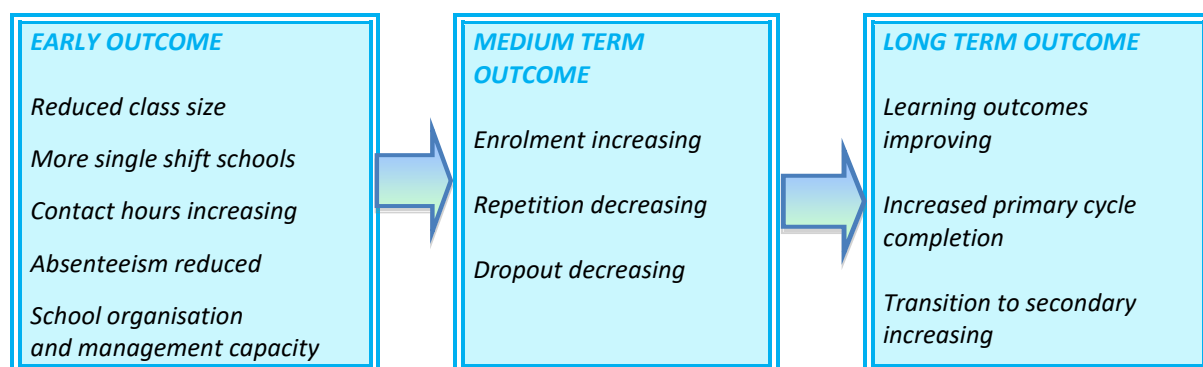 EARLY OUTCOME
Reduced class size
More single shift schools
Contact hours increasing
Absenteeism reduced
School organisation
and management capacity
MEDIUM TERM
OUTCOME
Enrolment increasing
Repetition decreasing
Dropout decreasing
LONG TERM OUTCOME
Learning outcomes
improving
Increased primary cycle
completion
Transition to secondary
increasing